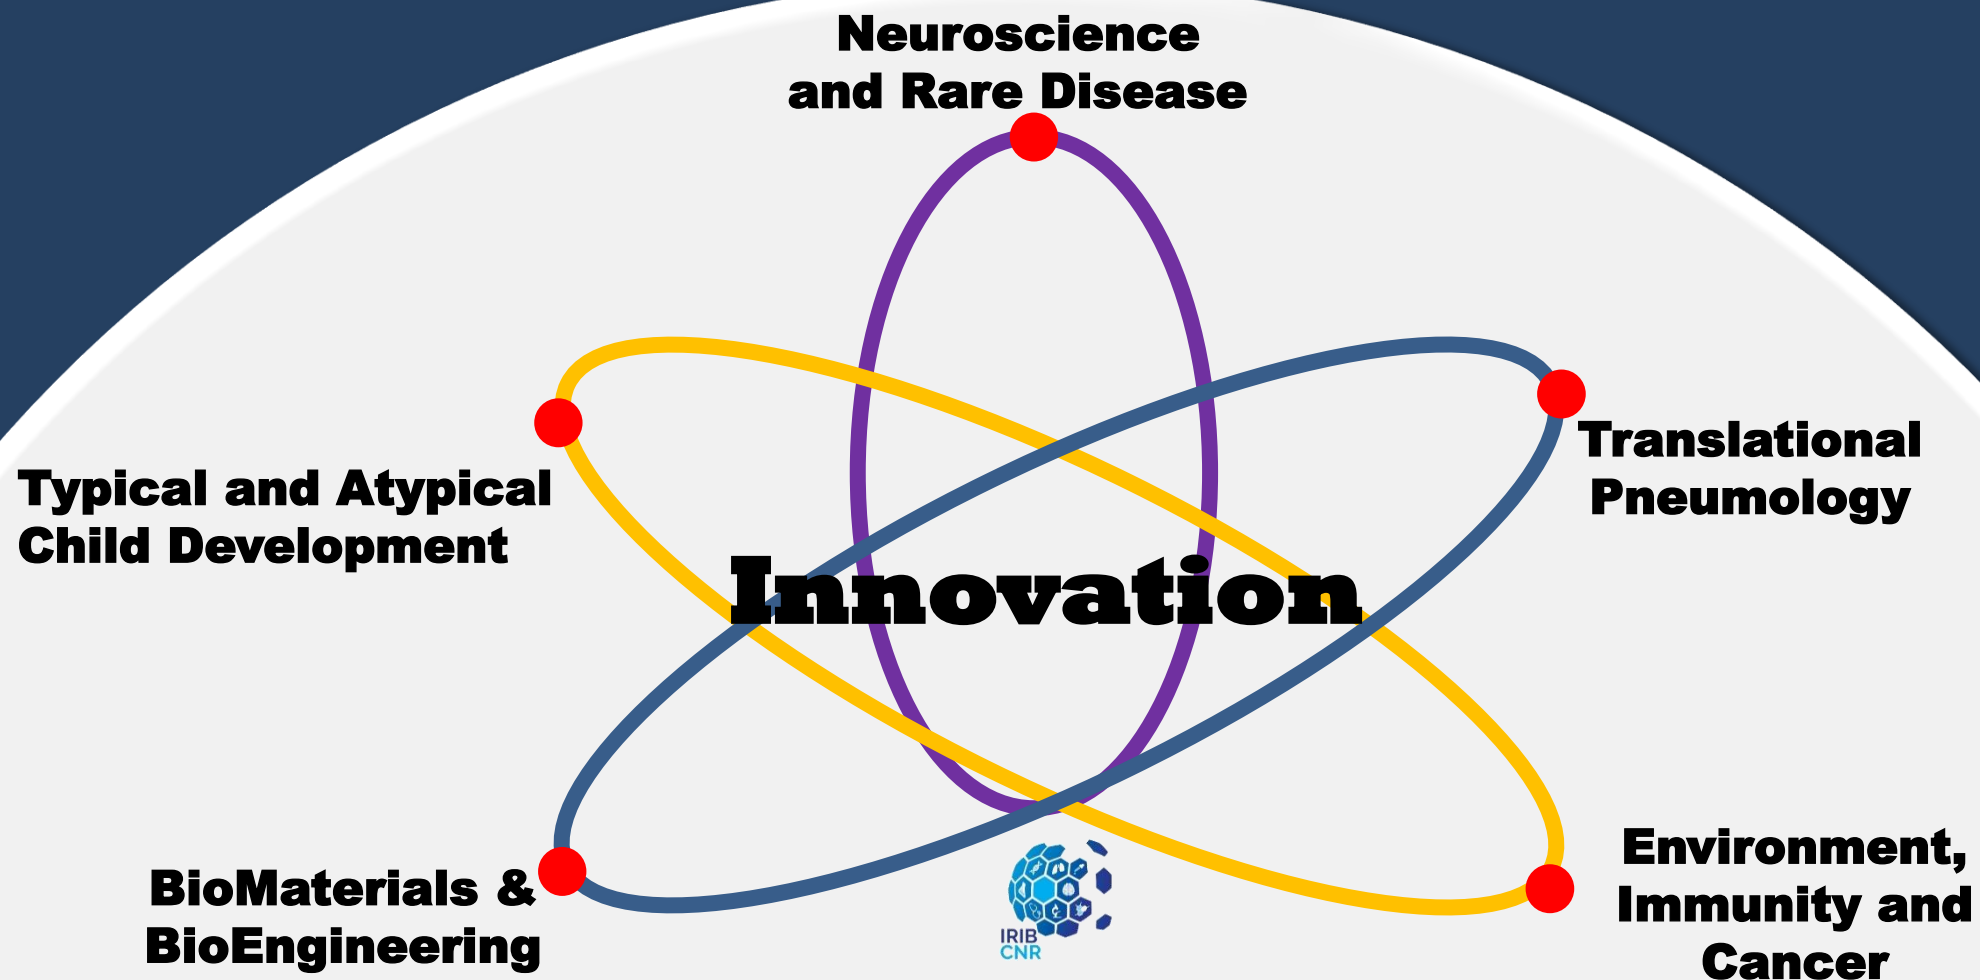 Neuroscience
and Rare Disease
Translational
Pneumology
Typical and Atypical
Child Development
Innovation
Environment,
Immunity and
Cancer
BioMaterials &
BioEngineering
IRIB
CNR